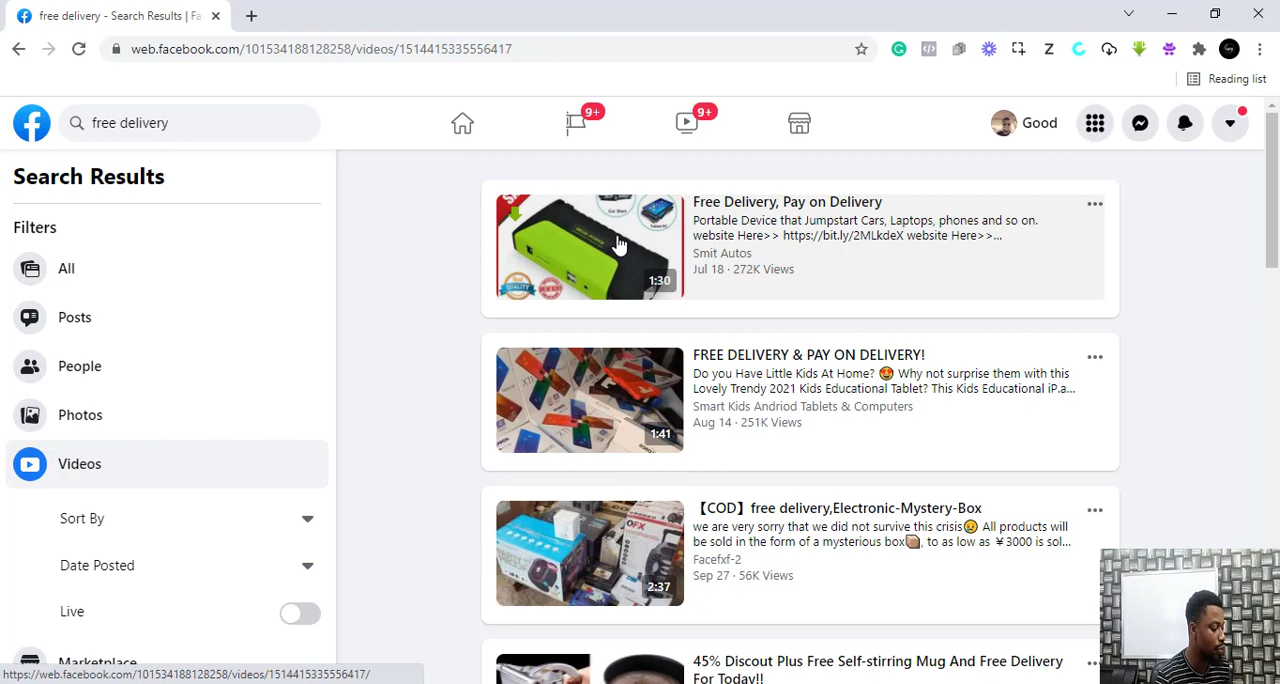 free delivery - Search Results | Fa
web.facebook.com/101534188128258/videos/1514415335556417
Reading list
free delivery
9+
9+
Good
Search Results
Filters
All
Posts
People
Photos
Videos
Sort By
Date Posted
Live
Marketplace
https://web.facebook.com/101534188128258/videos/1514415335556417/
1:30
Free Delivery, Pay on Delivery
Portable Device that Jumpstart Cars, Laptops, phones and so on.
website Here>> https://bit.ly/2MLkdeX website Here>>...
Smit Autos
Jul 18 · 272K Views
1:41
FREE DELIVERY & PAY ON DELIVERY!
Do you Have Little Kids At Home? 😍 Why not surprise them with this
Lovely Trendy 2021 Kids Educational Tablet? This Kids Educational iP.a...
Smart Kids Andriod Tablets & Computers
Aug 14 · 251K Views
2:37
【COD】free delivery,Electronic-Mystery-Box
we are very sorry that we did not survive this crisis😢 All products will
be sold in the form of a mysterious box📦, to as low as ￥3000 is sol...
Facefxf-2
Sep 27 · 56K Views
45% Discout Plus Free Self-stirring Mug And Free Delivery
For Today!!